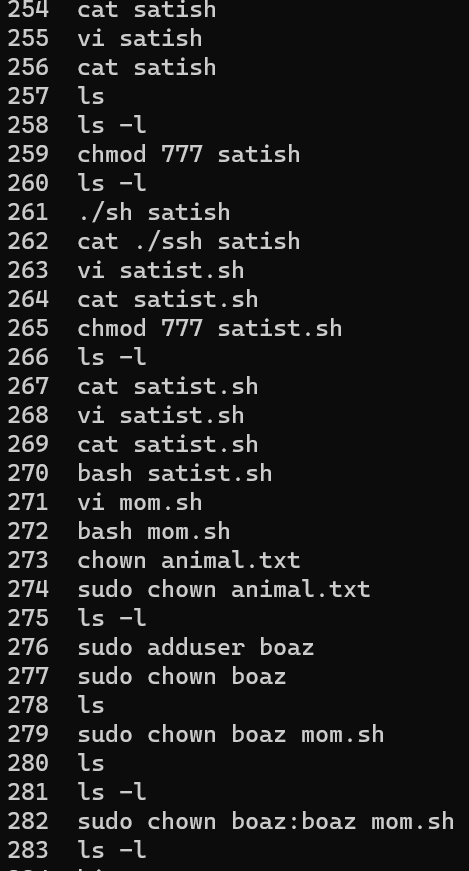 254 cat satish
255 vi satish
256 cat satish
257 ls
258 ls -l
259 chmod 777 satish
260 ls -l
261 ./sh satish
262 cat ./ssh satish
263 vi satist.sh
264 cat satist.sh
265 chmod 777 satist.sh
266 ls -l
267 cat satist.sh
268 vi satist.sh
269 cat satist.sh
270 bash satist.sh
271 vi mom.sh
272 bash mom.sh
273 chown animal.txt
274 sudo chown animal.txt
275 ls -l
276 sudo adduser boaz
277 sudo chown boaz
278 ls
279 sudo chown boaz mom.sh
280 ls
281 ls -l
282 sudo chown boaz:boaz mom.sh
283 ls -l